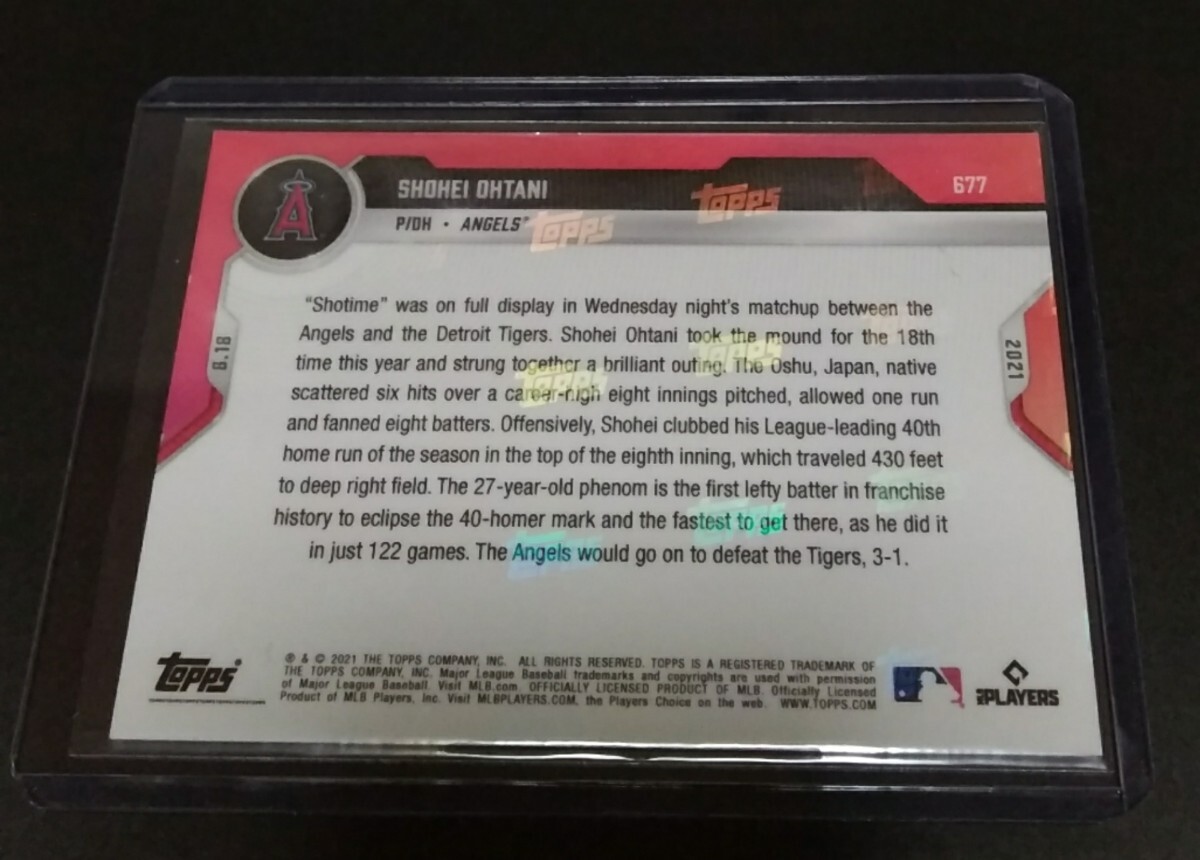 SHOHEI OHTANI
677
P/DH • ANGELS
Topps
Topps
8.18
2021
"Shotime" was on full display in Wednesday night's matchup between the
Angels and the Detroit Tigers. Shohei Ohtani took the mound for the 18th
time this year and strung together a brilliant outing. The Oshu, Japan, native
scattered six hits over a career-high eight innings pitched, allowed one run
and fanned eight batters. Offensively, Shohei clubbed his League-leading 40th
home run of the season in the top of the eighth inning, which traveled 430 feet
to deep right field. The 27-year-old phenom is the first lefty batter in franchise
history to eclipse the 40-homer mark and the fastest to get there, as he did it
in just 122 games. The Angels would go on to defeat the Tigers, 3-1.
Topps
Topps
Topps
Topps
Topps®
® & © 2021 THE TOPPS COMPANY, INC. ALL RIGHTS RESERVED. TOPPS IS A REGISTERED TRADEMARK OF
THE TOPPS COMPANY, INC. Major League Baseball trademarks and copyrights are used with permission
of Major League Baseball. Visit MLB.com. OFFICIALLY LICENSED PRODUCT OF MLB. Officially Licensed
Product of MLB Players, Inc. Visit MLBPLAYERS.COM, the Players Choice on the web. WWW.TOPPS.COM
MLB PLAYERS